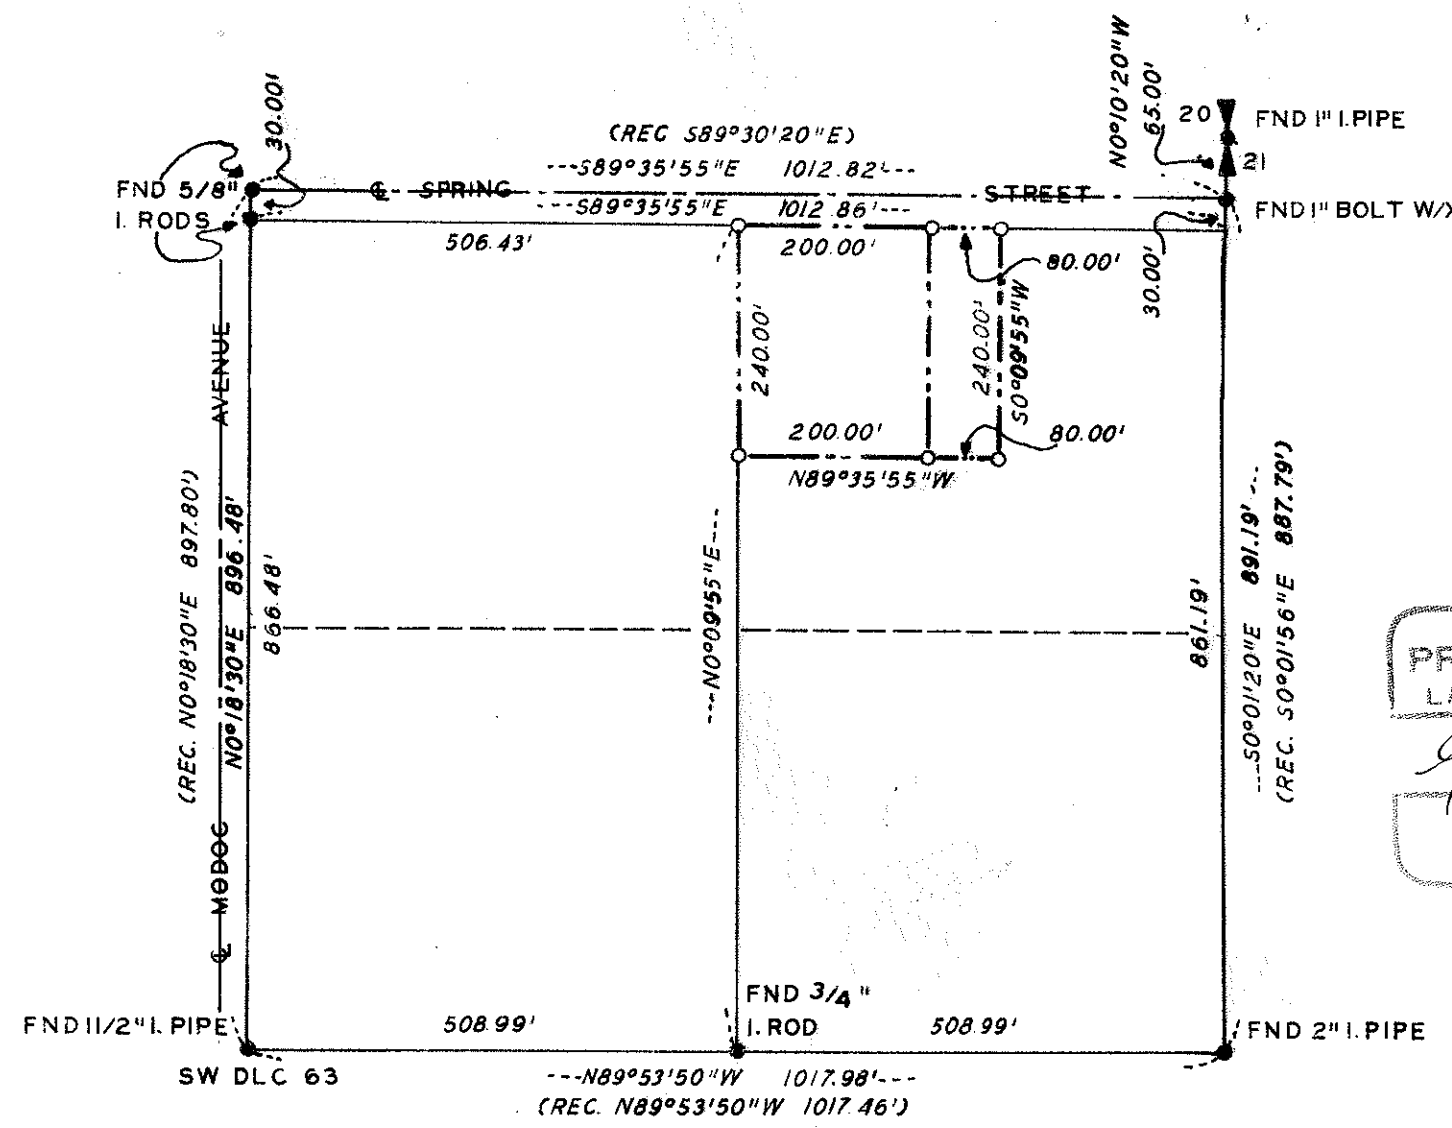 N0°10'20"W
65.00'
30.00'
20
FND 1" I.PIPE
(REC S89°30'20"E)
21
---S89°35'55"E 1012.82'---
FND 5/8"
I. RODS
℄ SPRING STREET
---S89°35'55"E 1012.86'---
FND 1" BOLT W/X
506.43'
200.00'
80.00'
30.00'
240.00'
240.00'
S0°09'55"W
200.00'
80.00'
N89°35'55"W
℄ MODOC AVENUE
(REC. N0°18'30"E 897.80')
N0°18'30"E 896.48'
866.48'
---N0°09'55"E---
861.19'
---S0°01'20"E 891.19'---
(REC. S0°01'56"E 887.79')
FND 3/4"
I. ROD
FND 1 1/2" I. PIPE
508.99'
508.99'
FND 2" I. PIPE
SW DLC 63
---N89°53'50"W 1017.98'---
(REC. N89°53'50"W 1017.46')